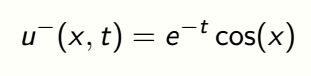 u⁻(x, t) = e⁻ᵗ cos(x)